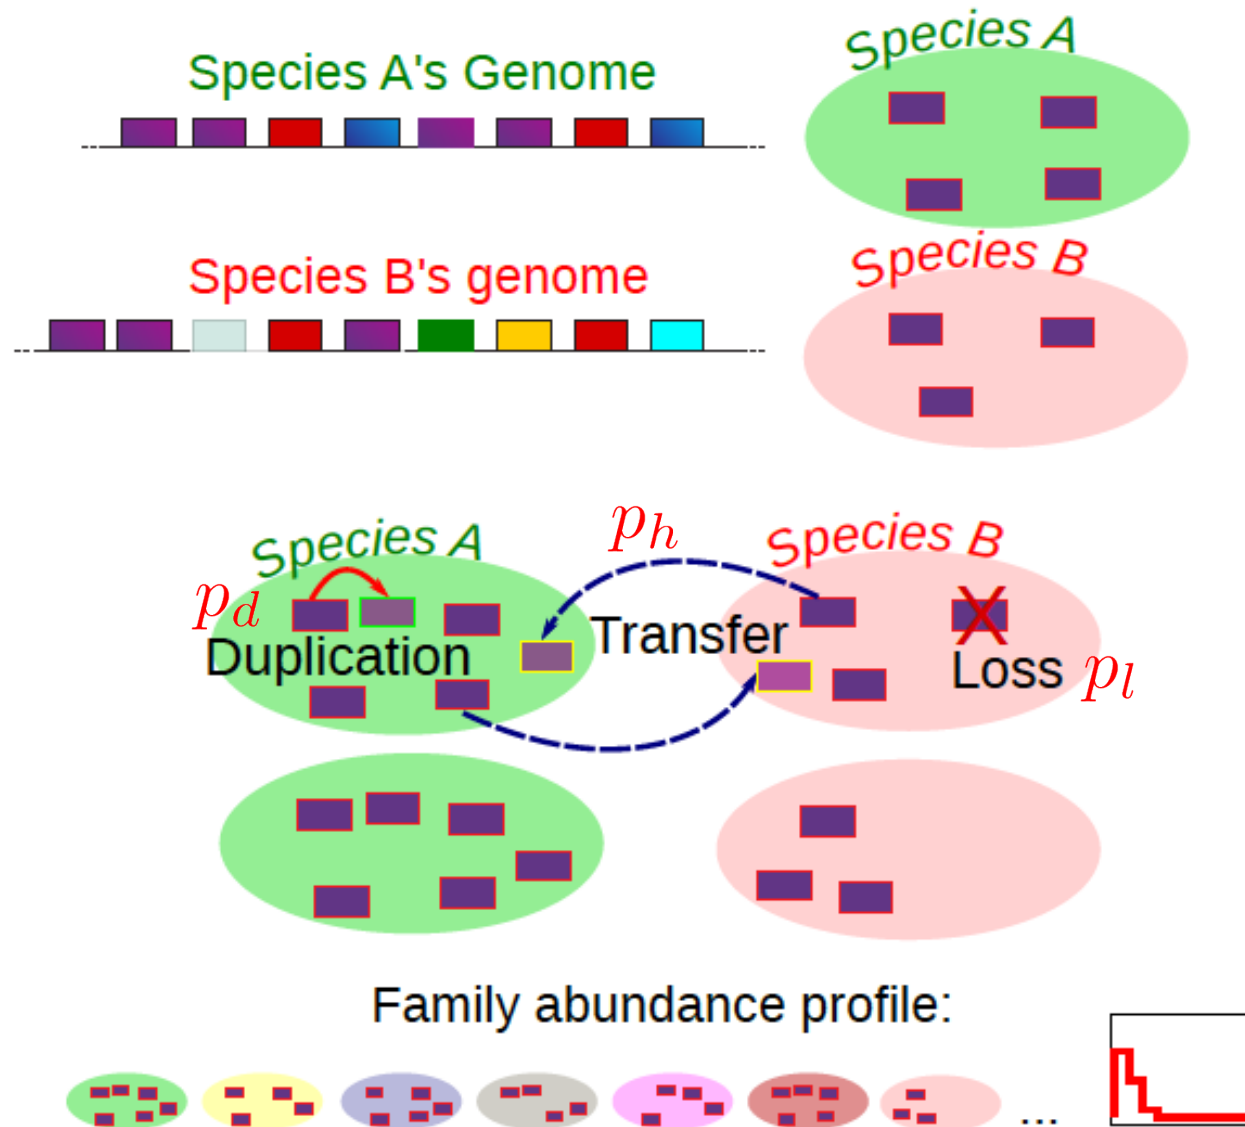 Species A
Species A's Genome
Species B
Species B's genome
p_h
Species A
Species B
p_d
Transfer
Duplication
Loss p_l
Family abundance profile:
...